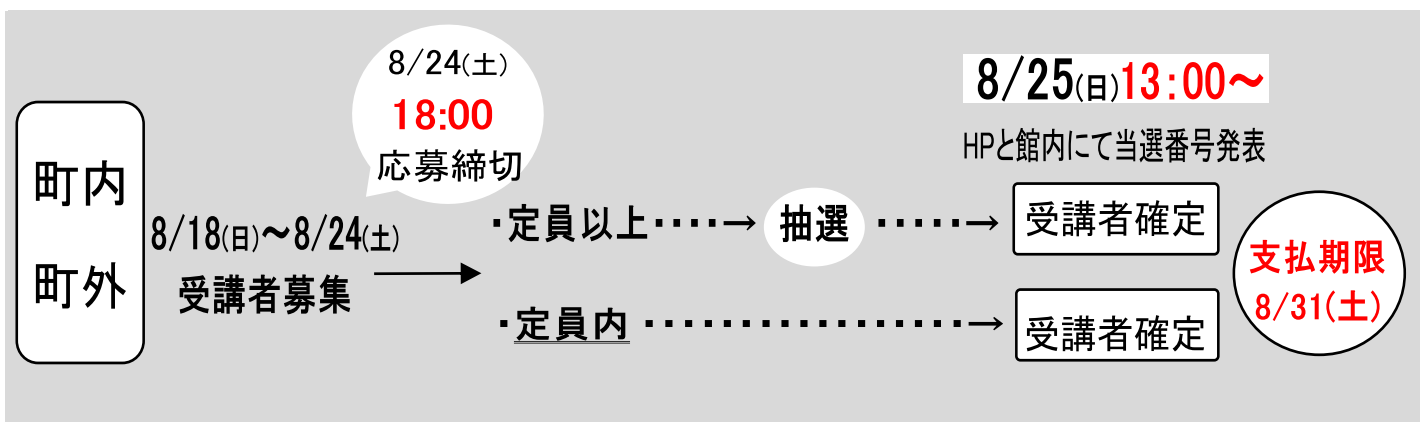 町内
町外
8/18(日)～8/24(土)
受講者募集
8/24(土)
18:00
応募締切
・定員以上････→
抽選
･････→
・定員内 ･････････････････→
8/25(日)13:00～
HPと館内にて当選番号発表
受講者確定
受講者確定
支払期限
8/31(土)